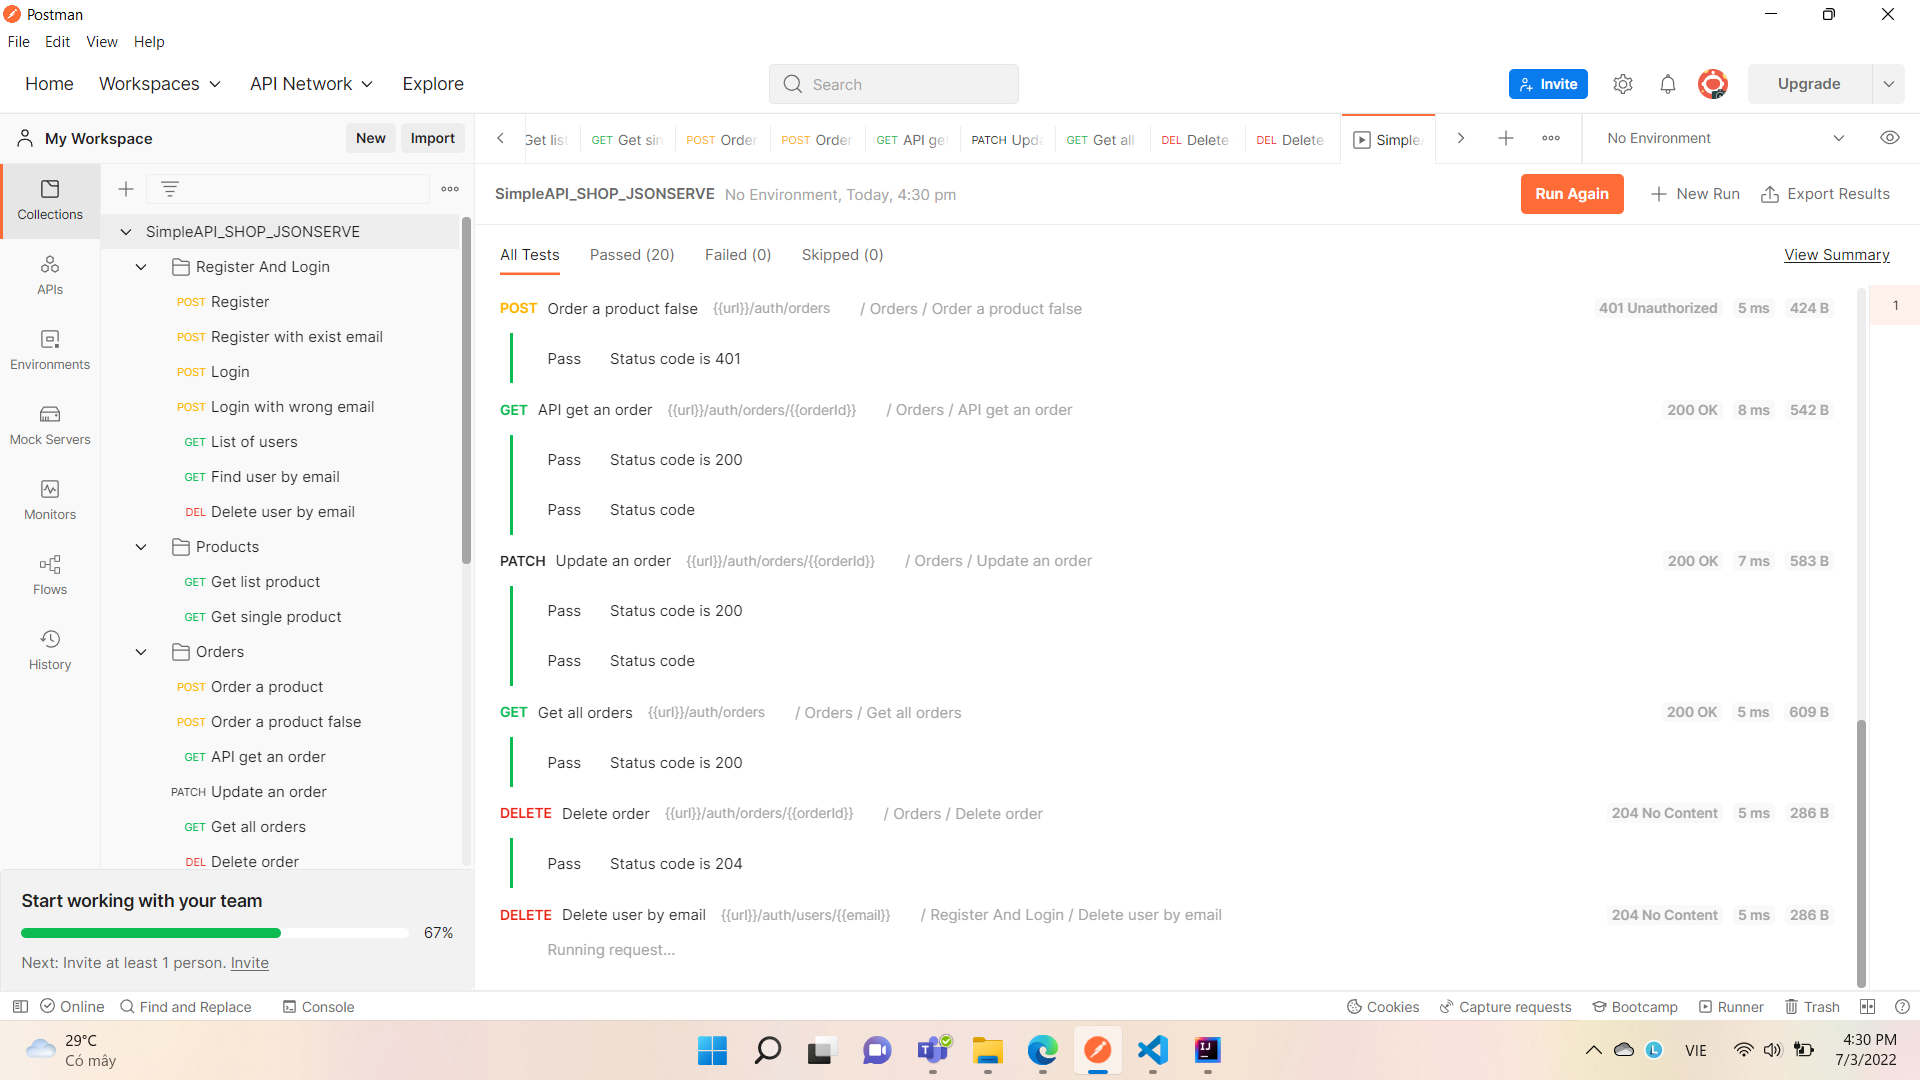 Postman
File Edit View Help
Home Workspaces API Network Explore Search Invite Upgrade
My Workspace New Import
Get list GET Get sin POST Order POST Order GET API get PATCH Upda GET Get all DEL Delete DEL Delete Simple No Environment
SimpleAPI_SHOP_JSONSERVE No Environment, Today, 4:30 pm Run Again New Run Export Results
All Tests Passed (20) Failed (0) Skipped (0) View Summary
Collections
APIs
Environments
Mock Servers
Monitors
Flows
History
SimpleAPI_SHOP_JSONSERVE
Register And Login
POST Register
POST Register with exist email
POST Login
POST Login with wrong email
GET List of users
GET Find user by email
DEL Delete user by email
Products
GET Get list product
GET Get single product
Orders
POST Order a product
POST Order a product false
GET API get an order
PATCH Update an order
GET Get all orders
DEL Delete order
Start working with your team
67%
Next: Invite at least 1 person. Invite
POST Order a product false {{url}}/auth/orders / Orders / Order a product false 401 Unauthorized 5 ms 424 B
1
Pass Status code is 401
GET API get an order {{url}}/auth/orders/{{orderId}} / Orders / API get an order 200 OK 8 ms 542 B
Pass Status code is 200
Pass Status code
PATCH Update an order {{url}}/auth/orders/{{orderId}} / Orders / Update an order 200 OK 7 ms 583 B
Pass Status code is 200
Pass Status code
GET Get all orders {{url}}/auth/orders / Orders / Get all orders 200 OK 5 ms 609 B
Pass Status code is 200
DELETE Delete order {{url}}/auth/orders/{{orderId}} / Orders / Delete order 204 No Content 5 ms 286 B
Pass Status code is 204
DELETE Delete user by email {{url}}/auth/users/{{email}} / Register And Login / Delete user by email 204 No Content 5 ms 286 B
Running request...
Online Find and Replace Console Cookies Capture requests Bootcamp Runner Trash
29°C
Có mây
L VIE
4:30 PM
7/3/2022